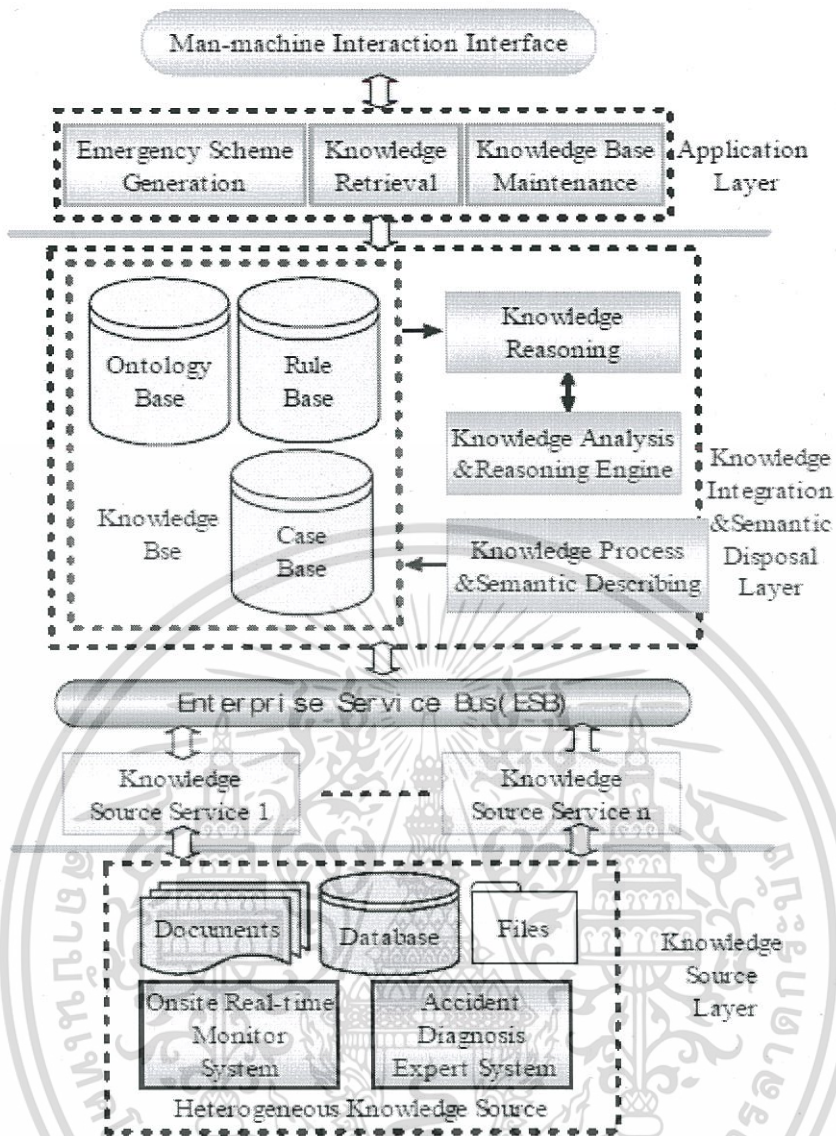 Man-machine Interaction Interface
Emergency Scheme
Generation
Knowledge
Retrieval
Knowledge Base
Maintenance
Application
Layer
Ontology
Base
Rule
Base
Knowledge
Reasoning
Knowledge Analysis
&Reasoning Engine
Knowledge
Bse
Case
Base
Knowledge Process
&Semantic Describing
Knowledge
Integration
&Semantic
Disposal
Layer
Enterprise Service Bus(ESB)
Knowledge
Source Service 1
Knowledge
Source Service n
Documents
Database
Files
Onsite Real-time
Monitor
System
Accident
Diagnosis
Expert System
Heterogeneous Knowledge Source
Knowledge
Source
Layer